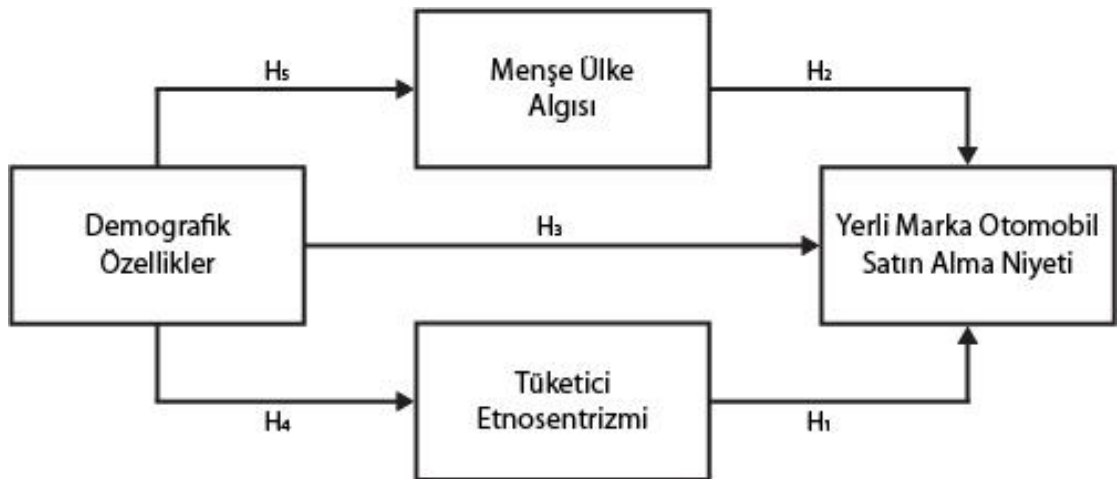 H₅
Menşe Ülke
Algısı
H₂
Demografik
Özellikler
H₃
Yerli Marka Otomobil
Satın Alma Niyeti
H₄
Tüketici
Etnosentrizmi
H₁